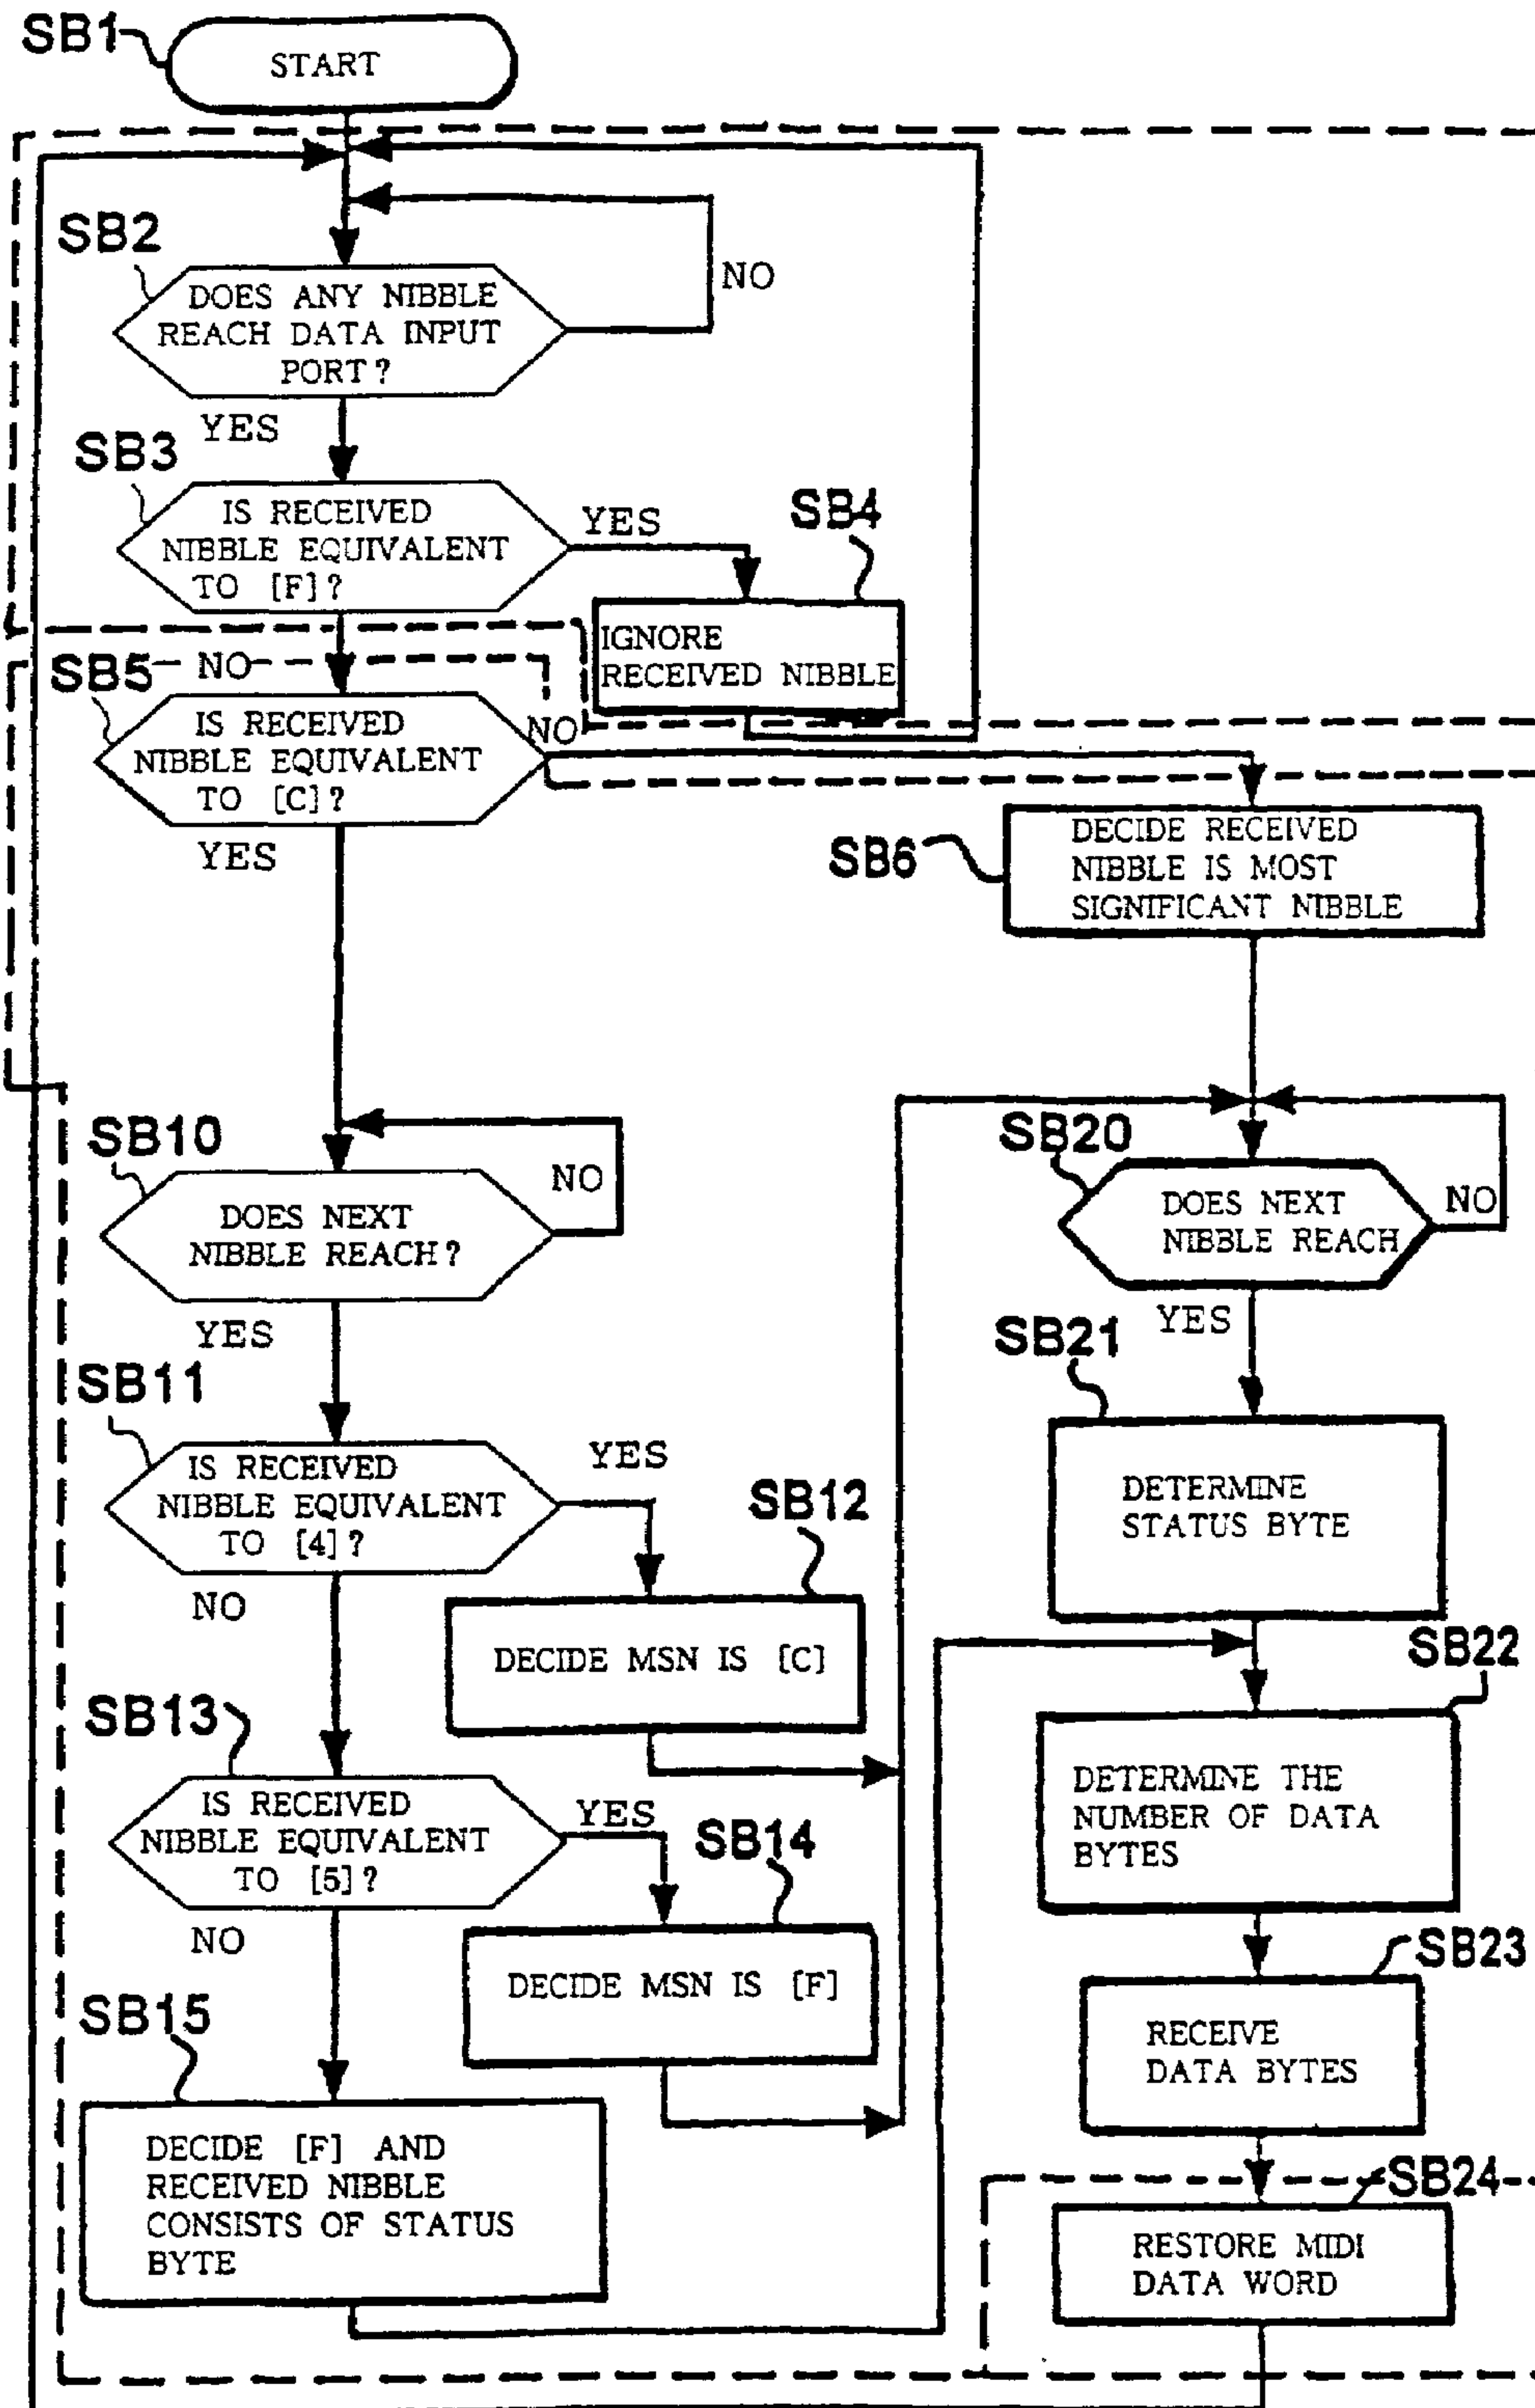 SB1
START
SB2
DOES ANY NIBBLE
REACH DATA INPUT
PORT?
NO
YES
SB3
IS RECEIVED
NIBBLE EQUIVALENT
TO [F]?
YES
SB4
IGNORE
RECEIVED NIBBLE
NO
SB5
IS RECEIVED
NIBBLE EQUIVALENT
TO [C]?
NO
YES
SB6
DECIDE RECEIVED
NIBBLE IS MOST
SIGNIFICANT NIBBLE
SB10
DOES NEXT
NIBBLE REACH?
NO
YES
SB11
IS RECEIVED
NIBBLE EQUIVALENT
TO [4]?
YES
SB12
DECIDE MSN IS [C]
NO
SB13
IS RECEIVED
NIBBLE EQUIVALENT
TO [5]?
YES
SB14
DECIDE MSN IS [F]
NO
SB15
DECIDE [F] AND
RECEIVED NIBBLE
CONSISTS OF STATUS
BYTE
SB20
DOES NEXT
NIBBLE REACH
NO
YES
SB21
DETERMINE
STATUS BYTE
SB22
DETERMINE THE
NUMBER OF DATA
BYTES
SB23
RECEIVE
DATA BYTES
SB24
RESTORE MIDI
DATA WORD